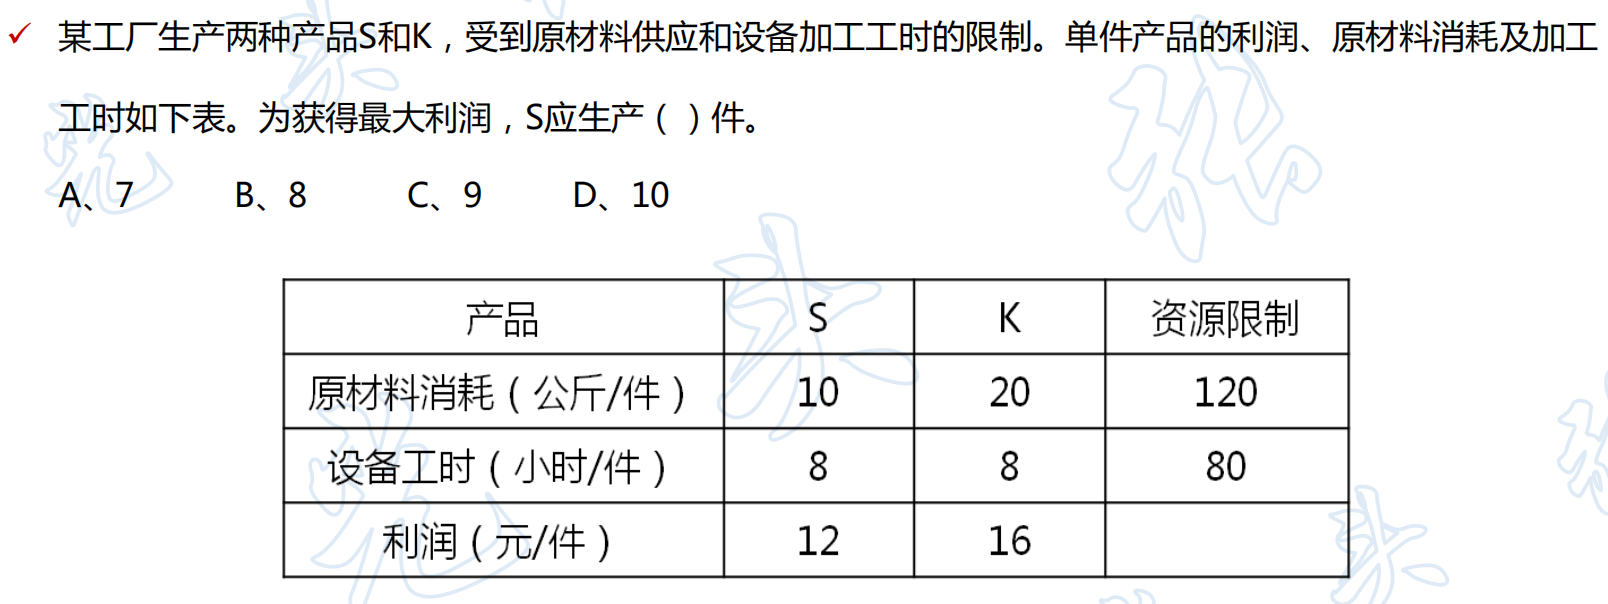 ✓ 某工厂生产两种产品S和K，受到原材料供应和设备加工工时的限制。单件产品的利润、原材料消耗及加工
工时如下表。为获得最大利润，S应生产（ ）件。
A、7 B、8 C、9 D、10
产品 S K 资源限制
原材料消耗（公斤/件） 10 20 120
设备工时（小时/件） 8 8 80
利润（元/件） 12 16